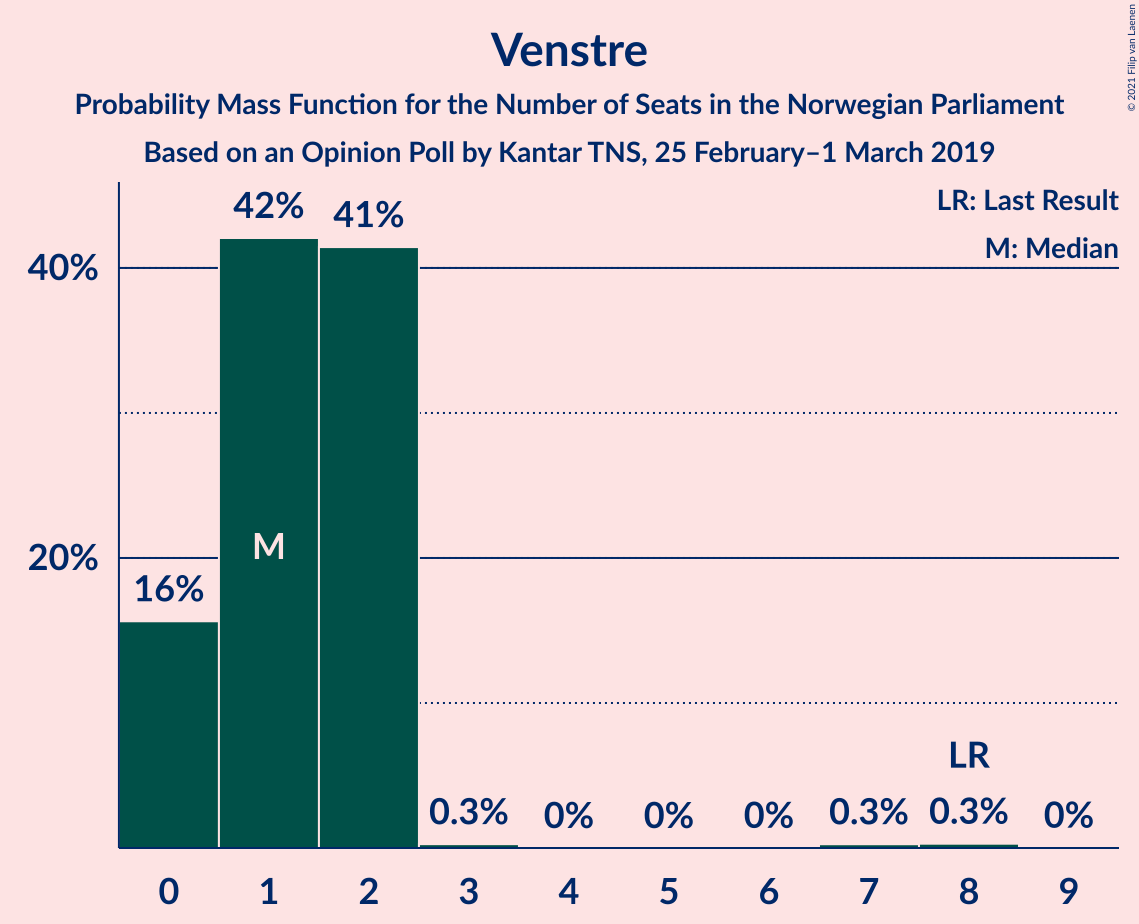 Venstre
Probability Mass Function for the Number of Seats in the Norwegian Parliament
Based on an Opinion Poll by Kantar TNS, 25 February–1 March 2019
© 2021 Filip van Laenen
LR: Last Result
M: Median
42%
41%
40%
M
20%
16%
LR
0.3%
0%
0%
0%
0.3%
0.3%
0%
0
1
2
3
4
5
6
7
8
9